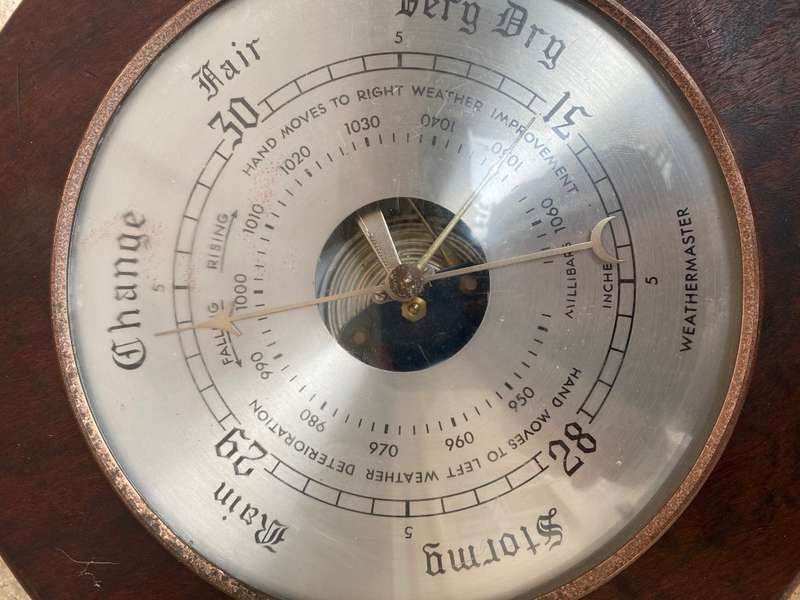 Very Dry
Fair
Change
Rain
Stormy
5
30
31
5
5
29
28
5
HAND MOVES TO RIGHT WEATHER IMPROVEMENT
1030
1040
1020
1050
1010
1060
1000
990
980
970
960
950
RISING
FALLING
MILLIBARS
INCHES
WEATHERMASTER
HAND MOVES TO LEFT WEATHER DETERIORATION